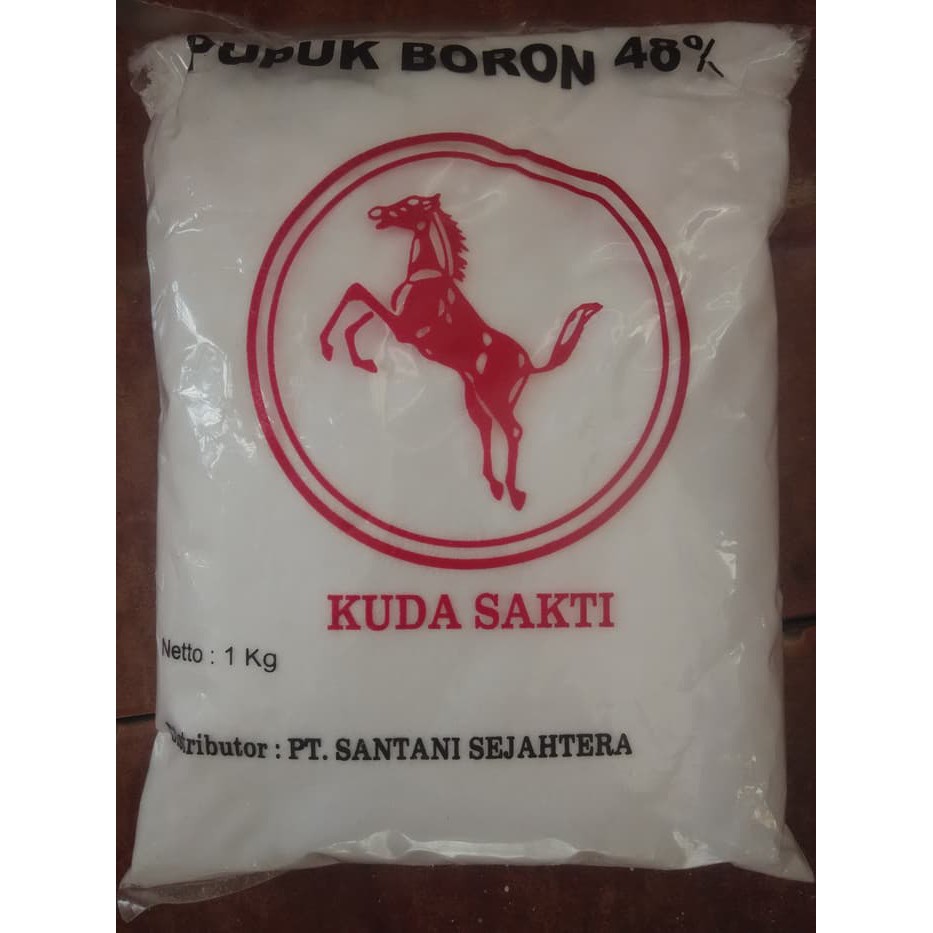 PUPUK BORON 48%
KUDA SAKTI
Netto : 1 Kg
Distributor : PT. SANTANI SEJAHTERA